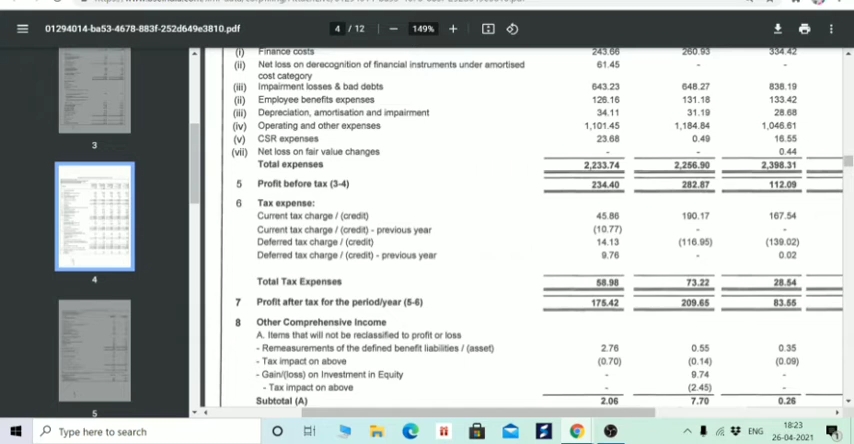 01294014-ba53-4678-883f-252d649e3810.pdf 4 / 12 149%
(i) Finance costs 243.66 260.93 334.42
(ii) Net loss on derecognition of financial instruments under amortised 61.45 - -
cost category
(iii) Impairment losses & bad debts 643.23 648.27 838.19
(ii) Employee benefits expenses 126.16 131.18 133.42
(iii) Depreciation, amortisation and impairment 34.11 31.19 28.68
(iv) Operating and other expenses 1,101.45 1,184.84 1,046.61
(v) CSR expenses 23.68 0.49 16.55
(vii) Net loss on fair value changes - - 0.44
Total expenses 2,233.74 2,256.90 2,398.31
5 Profit before tax (3-4) 234.40 282.87 112.09
6 Tax expense:
Current tax charge / (credit) 45.86 190.17 167.54
Current tax charge / (credit) - previous year (10.77) - -
Deferred tax charge / (credit) 14.13 (116.95) (139.02)
Deferred tax charge / (credit) - previous year 9.76 - 0.02
Total Tax Expenses 58.98 73.22 28.54
7 Profit after tax for the period/year (5-6) 175.42 209.65 83.55
8 Other Comprehensive Income
A. Items that will not be reclassified to profit or loss
- Remeasurements of the defined benefit liabilities / (asset) 2.76 0.55 0.35
- Tax impact on above (0.70) (0.14) (0.09)
- Gain/(loss) on Investment in Equity - 9.74 -
- Tax impact on above - (2.45) -
Subtotal (A) 2.06 7.70 0.26
3
4
5
Type here to search
ENG
18:23
26-04-2021